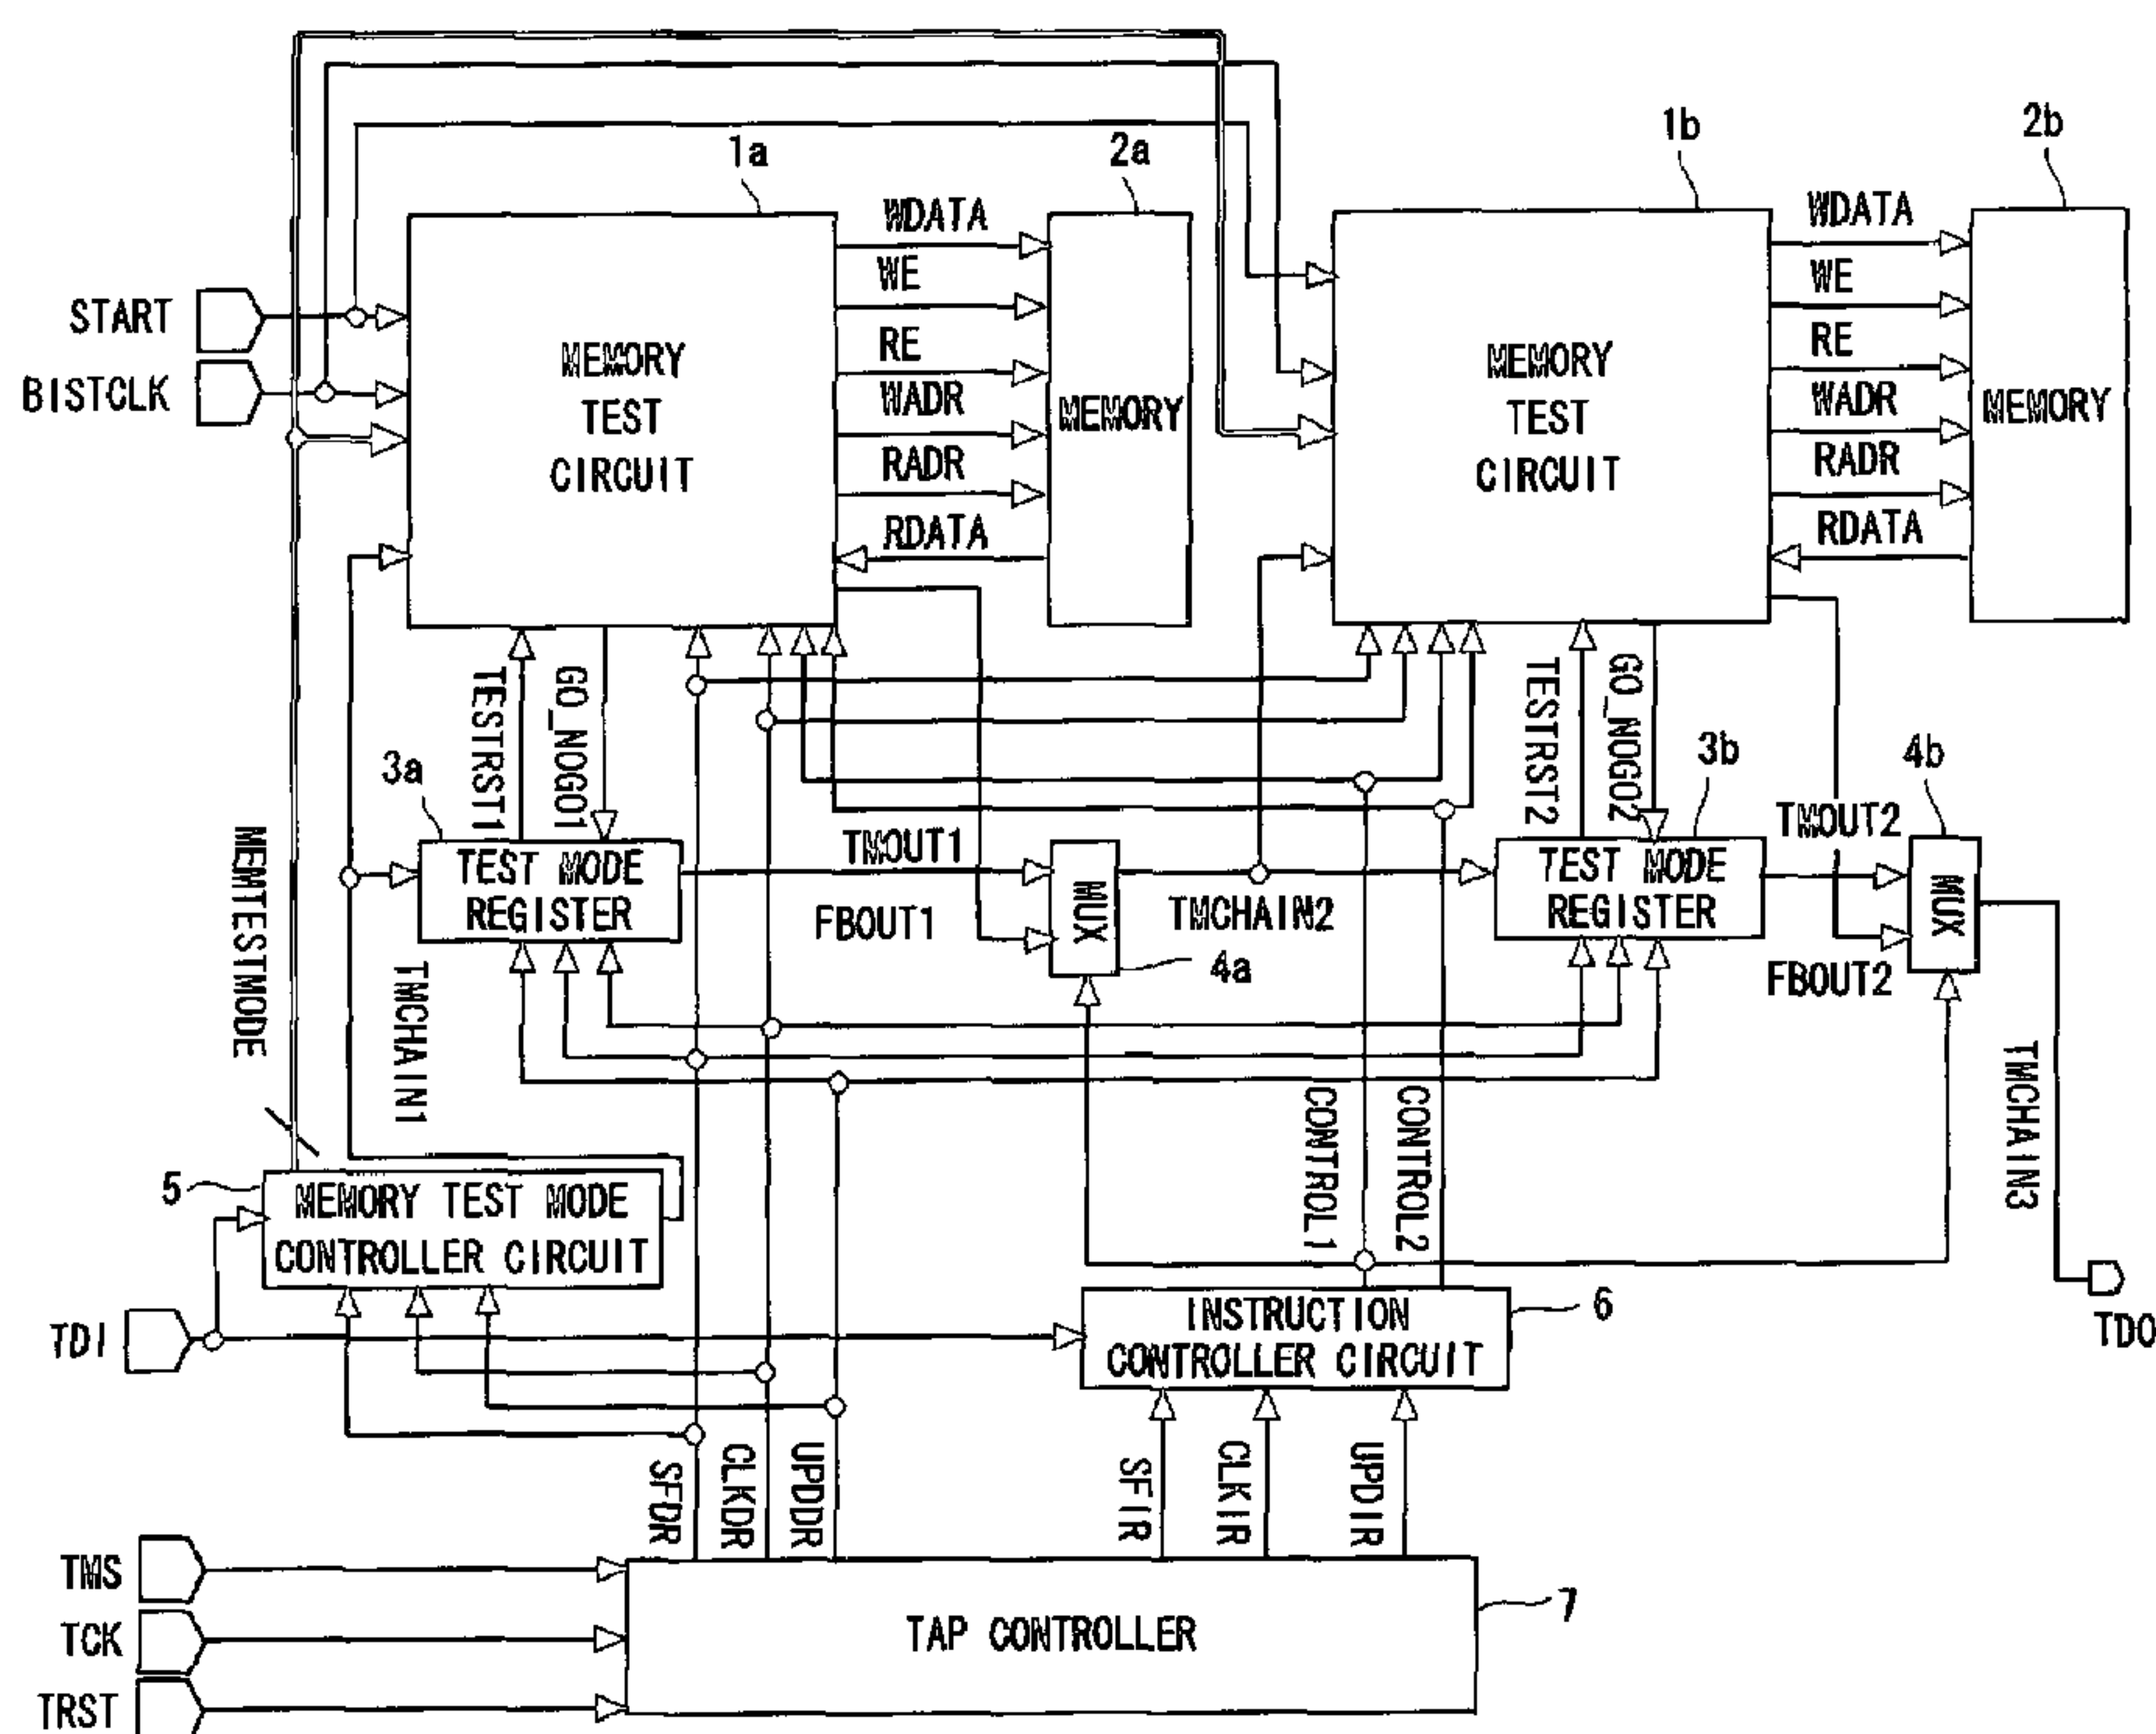 1a
2a
1b
2b
WDATA
WE
RE
WADR
RADR
RDATA
WDATA
WE
RE
WADR
RADR
RDATA
START
BISTCLK
MEMORY
TEST
CIRCUIT
MEMORY
MEMORY
TEST
CIRCUIT
MEMORY
TESTRST1
GO_NOGO1
TESTRST2
GO_NOGO2
3a
3b
4b
TEST MODE
REGISTER
TMOUT1
FBOUT1
MUX
4a
TMCHAIN2
TEST MODE
REGISTER
TMOUT2
FBOUT2
MUX
MEMTESTMODE
TMCHAIN1
CONTROL1
CONTROL2
TMCHAIN3
5
MEMORY TEST MODE
CONTROLLER CIRCUIT
TDI
INSTRUCTION
CONTROLLER CIRCUIT
6
TDO
SFDR
CLKDR
UPDDR
SFIR
CLKIR
UPDIR
TMS
TCK
TRST
TAP CONTROLLER
7